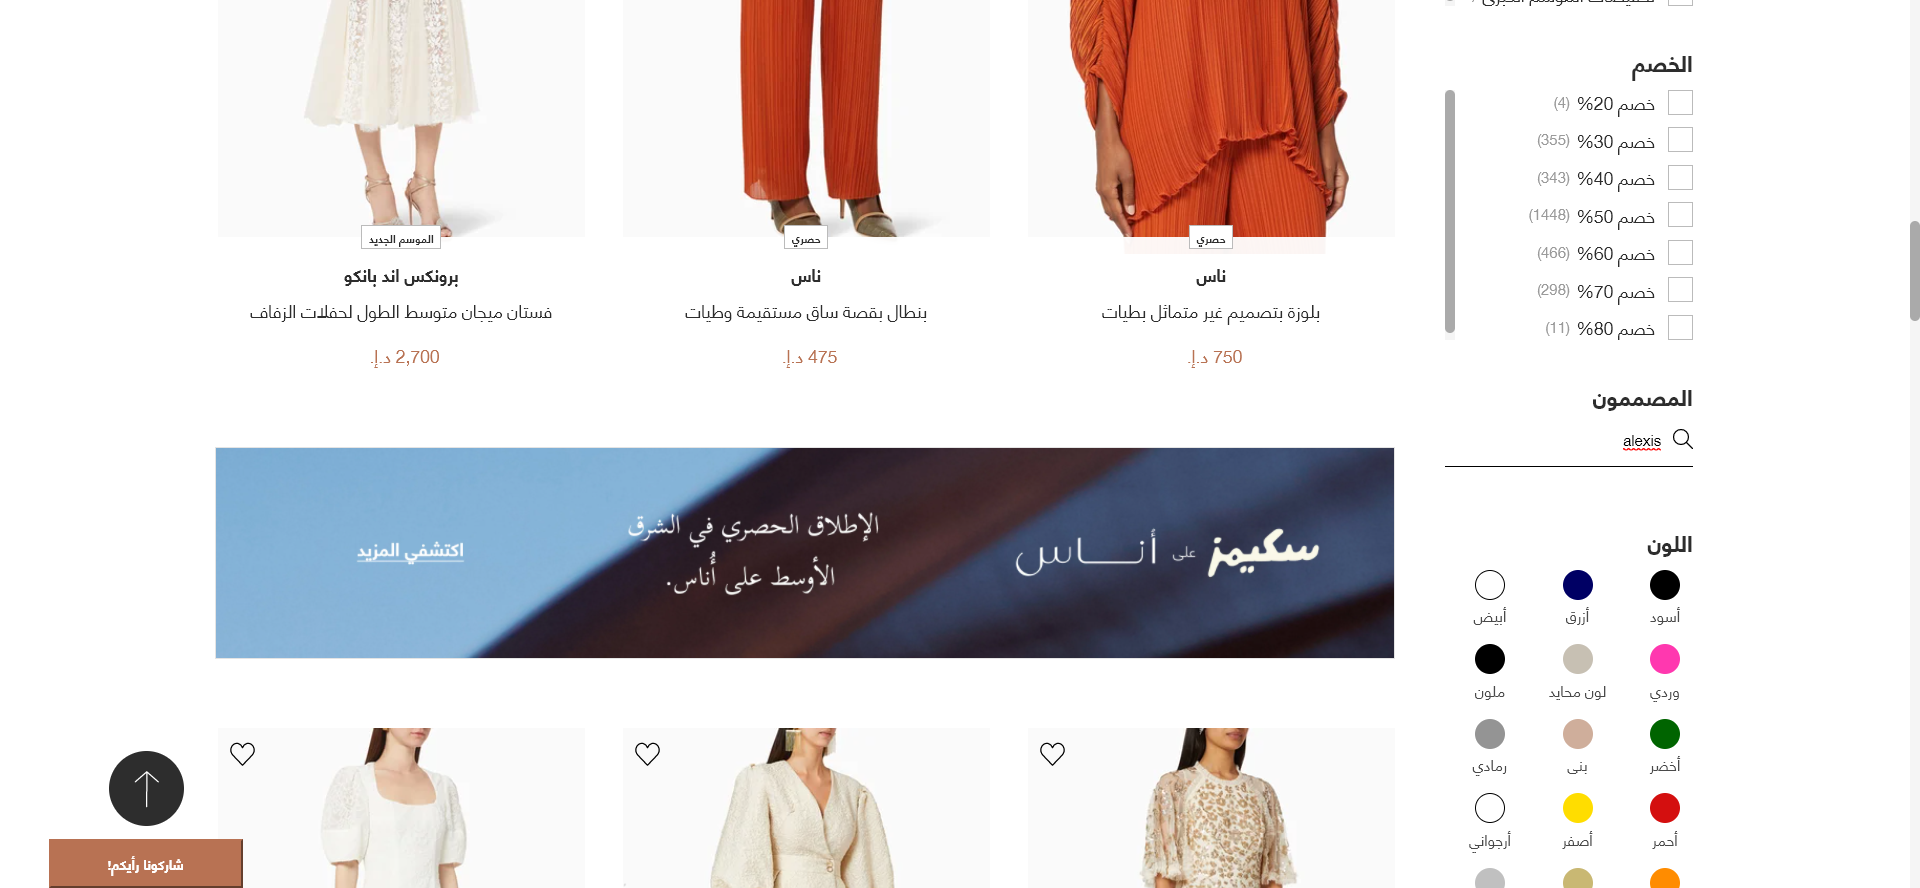 الخصم
خصم 20% (4)
خصم 30% (355)
خصم 40% (343)
خصم 50% (1448)
خصم 60% (466)
خصم 70% (298)
خصم 80% (11)
المصممون
alexis
اللون
أسود
أزرق
أبيض
وردي
لون محايد
ملون
أخضر
بنى
رمادي
أحمر
أصفر
أرجواني
حصري
ناس
بلوزة بتصميم غير متماثل بطيات
750 د.إ.
حصري
ناس
بنطال بقصة ساق مستقيمة وطيات
475 د.إ.
الموسم الجديد
برونكس اند بانكو
فستان ميجان متوسط الطول لحفلات الزفاف
2,700 د.إ.
سكيمز على أناس
الإطلاق الحصري في الشرق
الأوسط على أُناس.
اكتشفي المزيد
شاركونا رأيكم!